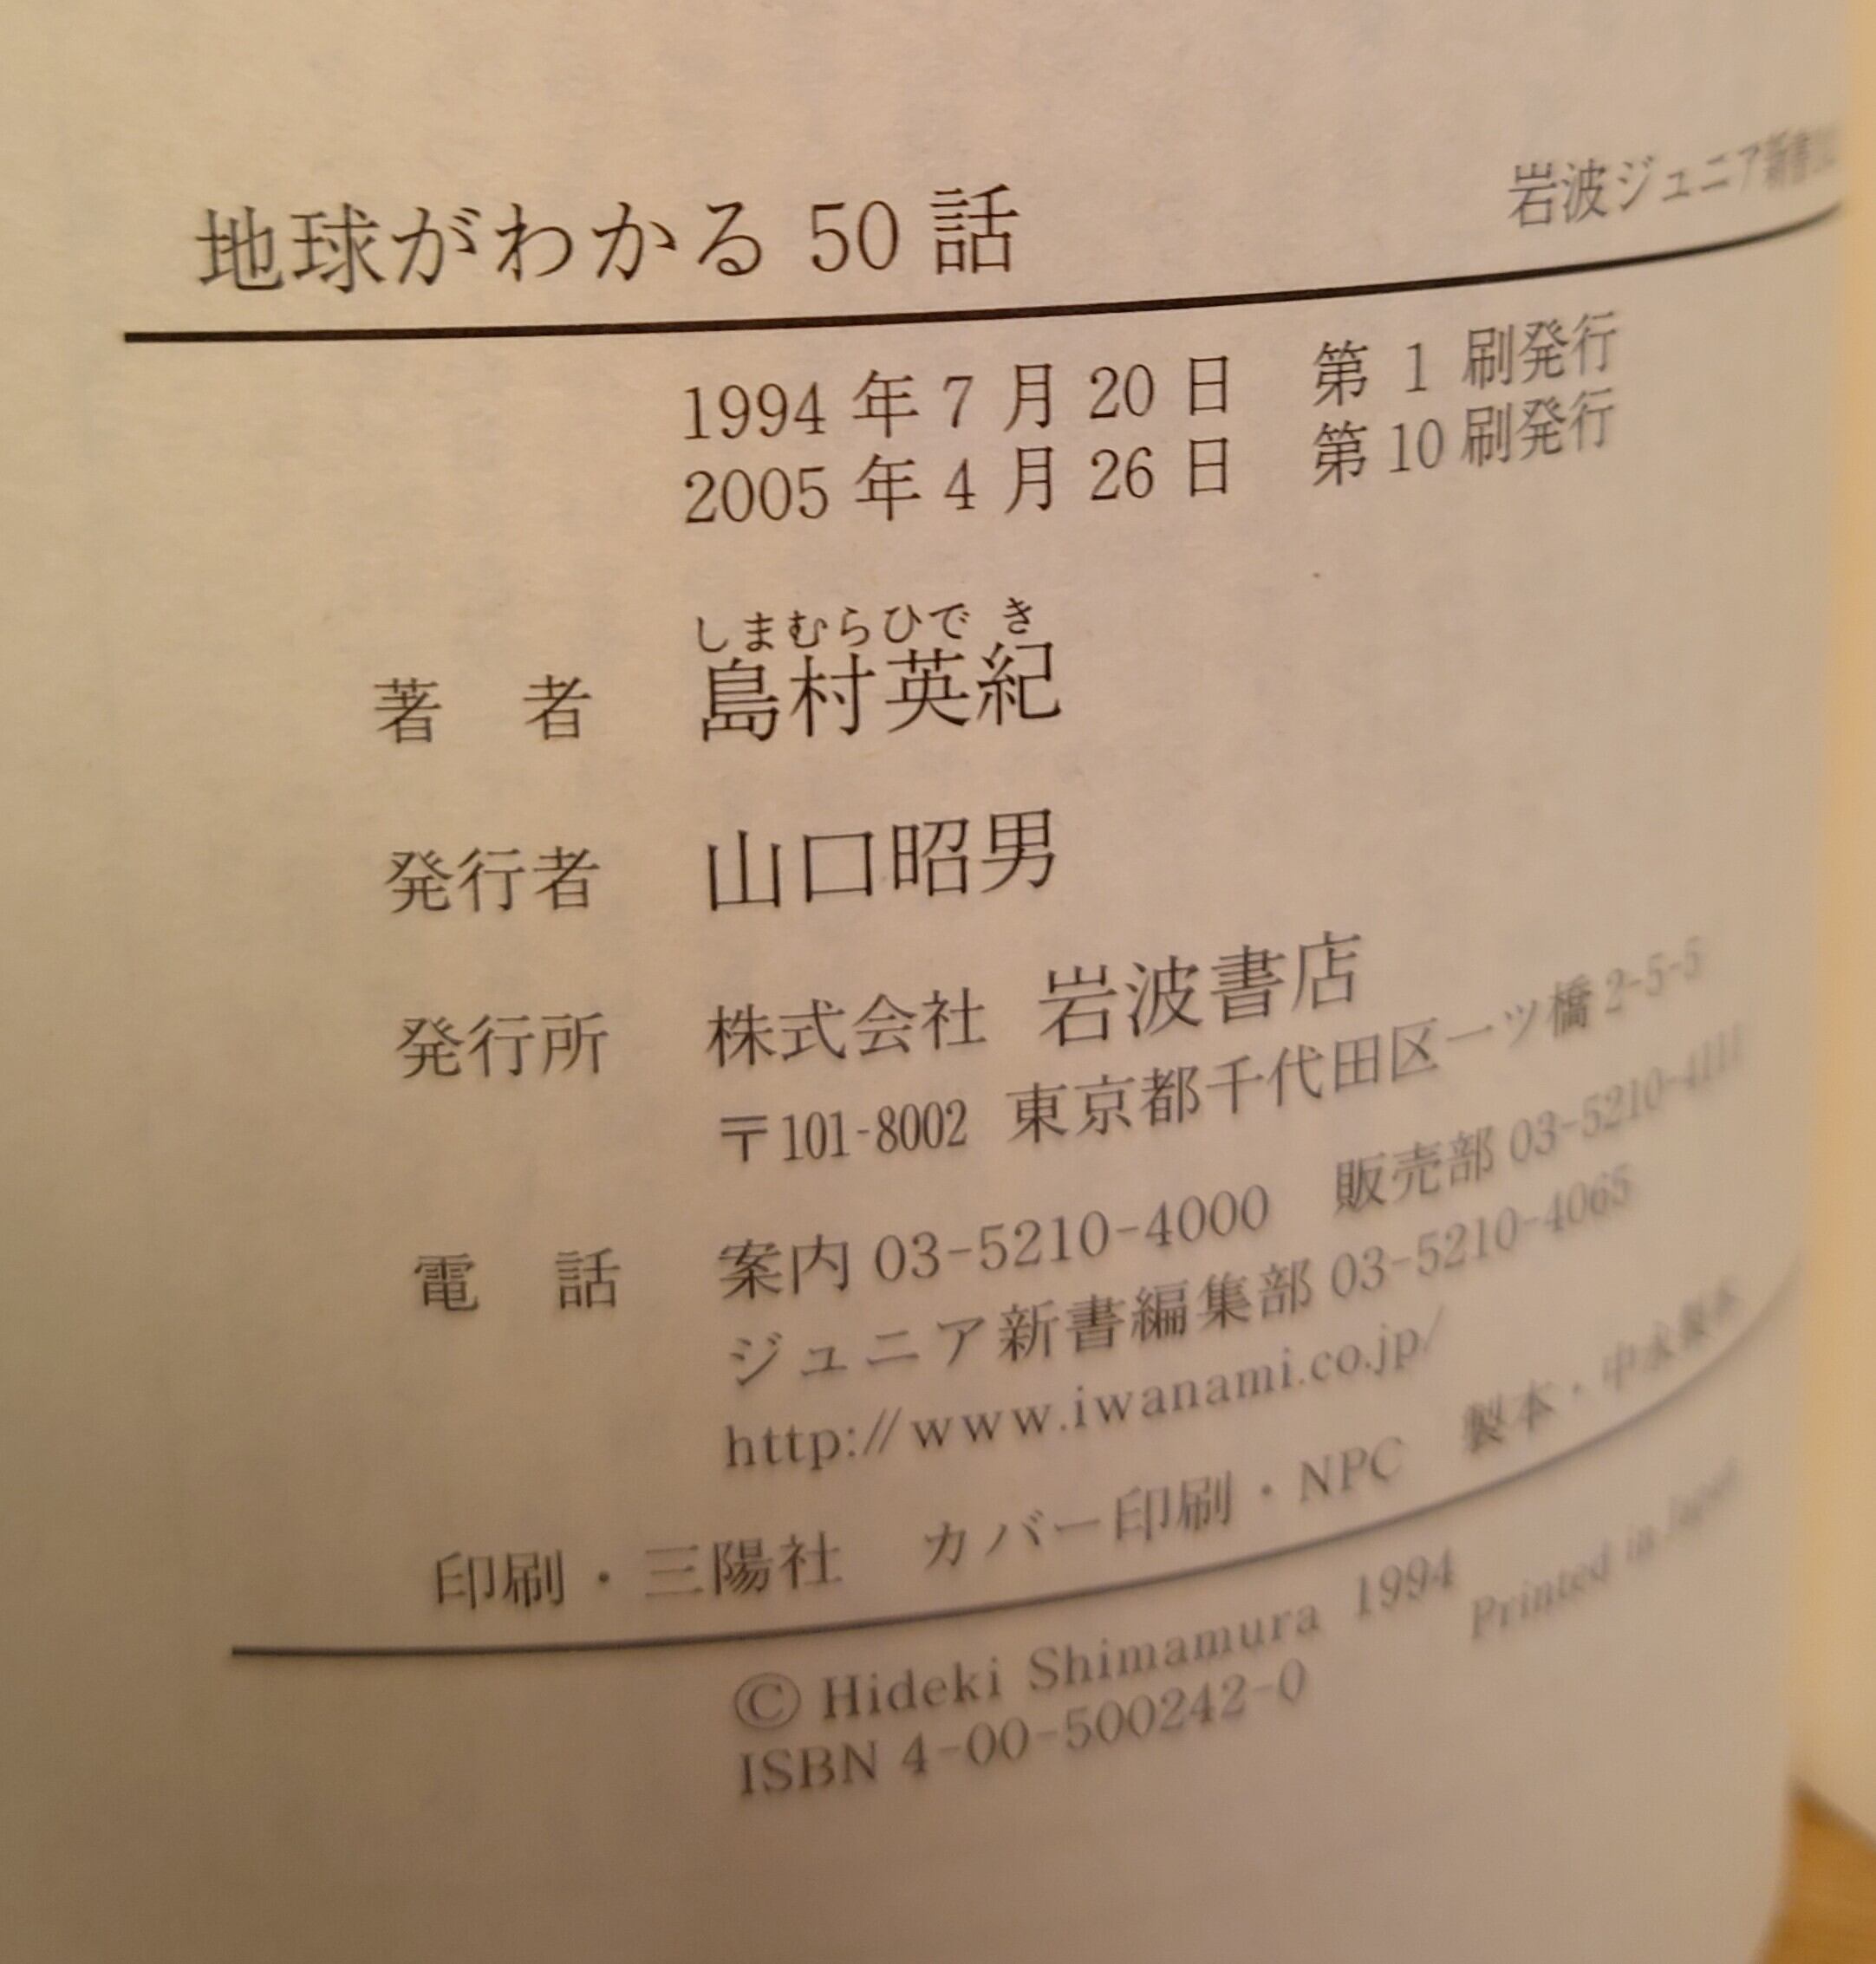 岩波ジュニア新書
地球がわかる50話
1994年7月20日 第1刷発行
2005年4月26日 第10刷発行
しまむらひでき
著 者 島村英紀
発行者 山口昭男
発行所 株式会社 岩波書店
〒101-8002 東京都千代田区一ツ橋2-5-5
電 話 案内03-5210-4000 販売部03-5210-4111
ジュニア新書編集部03-5210-4065
http://www.iwanami.co.jp/
印刷・三陽社 カバー印刷・NPC 製本・中永製本
© Hideki Shimamura 1994
ISBN 4-00-500242-0 Printed in Japan